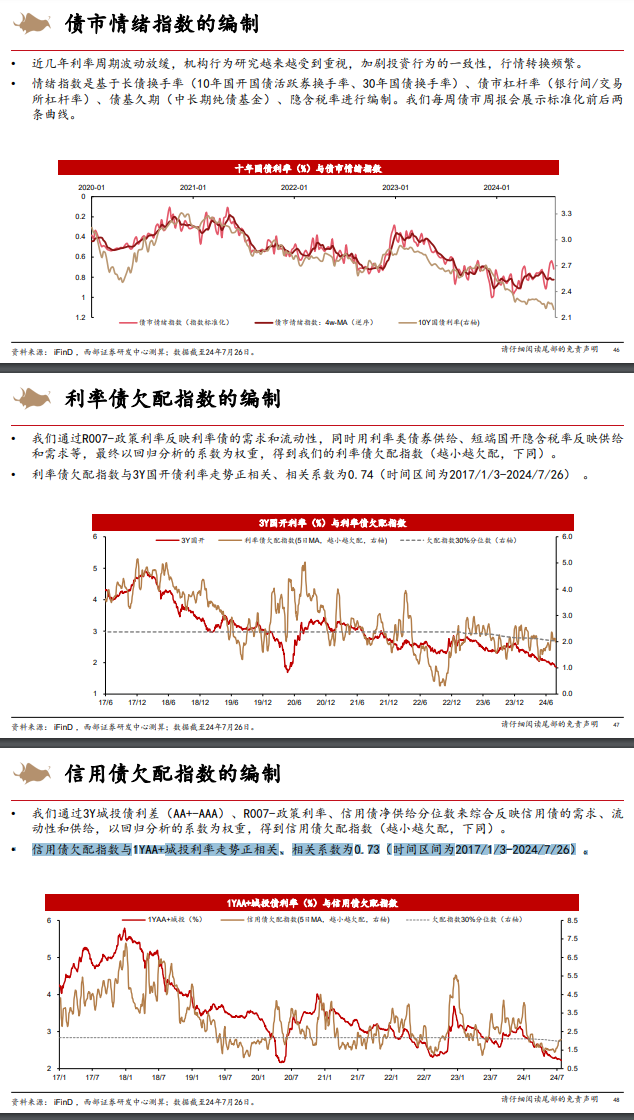 债市情绪指数的编制
• 近几年利率周期波动放缓，机构行为研究越来越受到重视，加剧投资行为的一致性，行情转换频繁。
• 情绪指数是基于长债换手率（10年国开国债活跃券换手率、30年国债换手率）、债市杠杆率（银行间/交易
所杠杆率）、债基久期（中长期纯债基金）、隐含税率进行编制。我们每周债市周报会展示标准化前后两
条曲线。
十年国债利率（%）与债市情绪指数
2020-01 2021-01 2022-01 2023-01 2024-01
0
0.2
0.4
0.6
0.8
1
1.2
3.3
3.0
2.7
2.4
2.1
债市情绪指数（指数标准化） 债市情绪指数：4w-MA（逆序） 10Y国债利率(右轴)
资料来源： iFinD ，西部证券研发中心测算；数据截至24年7月26日。
请仔细阅读尾部的免责声明 46
利率债欠配指数的编制
• 我们通过R007-政策利率反映利率债的需求和流动性，同时用利率类债券供给、短端国开隐含税率反映供给
和需求等，最终以回归分析的系数为权重，得到我们的利率债欠配指数（越小越欠配，下同）。
• 利率债欠配指数与3Y国开债利率走势正相关、相关系数为0.74（时间区间为2017/1/3-2024/7/26） 。
3Y国开利率（%）与利率债欠配指数
3Y国开 利率债欠配指数(5日MA，越小越欠配，右轴) 欠配指数30%分位数（右轴）
6
5
4
3
2
1
6.0
5.0
4.0
3.0
2.0
1.0
0.0
17/6 17/12 18/6 18/12 19/6 19/12 20/6 20/12 21/6 21/12 22/6 22/12 23/6 23/12 24/6
资料来源： iFinD ，西部证券研发中心测算；数据截至24年7月26日。
请仔细阅读尾部的免责声明 47
信用债欠配指数的编制
• 我们通过3Y城投债利差（AA+-AAA）、R007-政策利率、信用债净供给分位数来综合反映信用债的需求、流
动性和供给，以回归分析的系数为权重，得到信用债欠配指数（越小越欠配，下同）。
• 信用债欠配指数与1YAA+城投利率走势正相关、相关系数为0.73（时间区间为2017/1/3-2024/7/26） 。
1YAA+城投债利率（%）与信用债欠配指数
1YAA+城投（%） 信用债欠配指数(5日MA，越小越欠配，右轴) 欠配指数30%分位数（右轴）
6
5
4
3
2
8.5
7.5
6.5
5.5
4.5
3.5
2.5
1.5
0.5
17/1 17/7 18/1 18/7 19/1 19/7 20/1 20/7 21/1 21/7 22/1 22/7 23/1 23/7 24/1 24/7
资料来源： iFinD ，西部证券研发中心测算；数据截至24年7月26日。
请仔细阅读尾部的免责声明 48